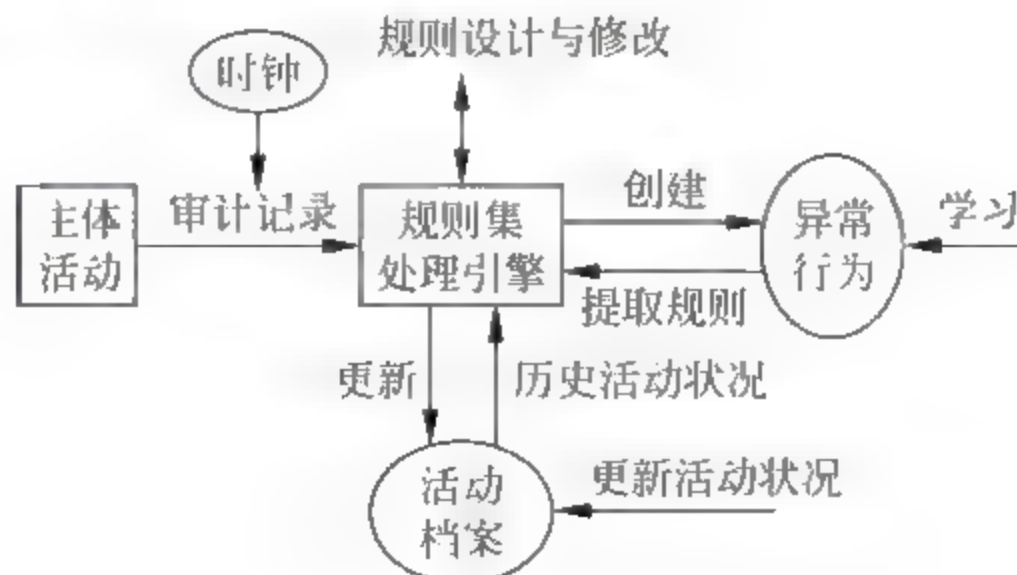 规则设计与修改
时钟
主体
活动
审计记录
规则集
处理引擎
创建
提取规则
异常
行为
学习
更新
历史活动状况
活动
档案
更新活动状况